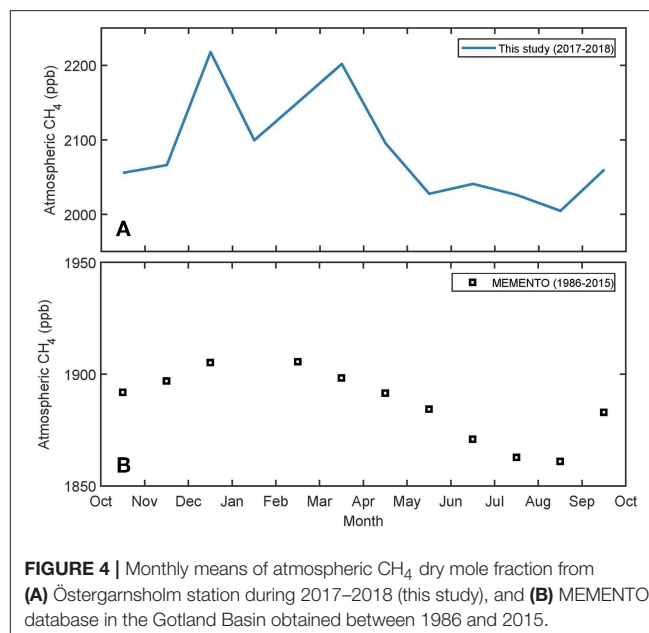 2200
2100
2000
Atmospheric CH4 (ppb)
This study (2017-2018)
A
1950
1900
1850
Atmospheric CH4 (ppb)
MEMENTO (1986-2015)
B
Oct Nov Dec Jan Feb Mar Apr May Jun Jul Aug Sep Oct
Month
FIGURE 4 | Monthly means of atmospheric CH4 dry mole fraction from
(A) Östergarnsholm station during 2017–2018 (this study), and (B) MEMENTO
database in the Gotland Basin obtained between 1986 and 2015.